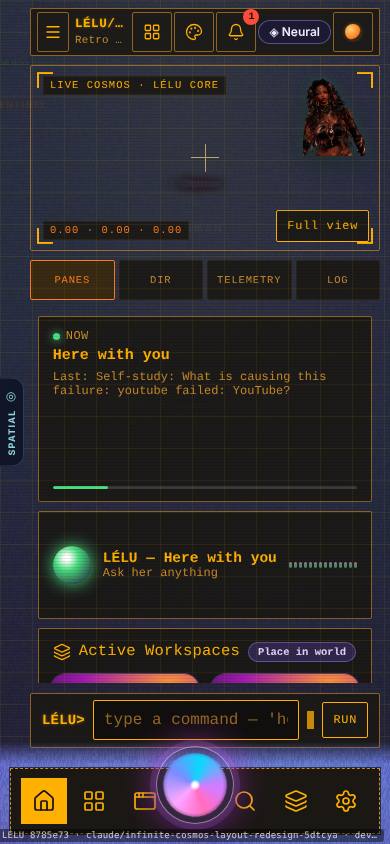 LÉLU/…
Retro …
1
◈ Neural
LIVE COSMOS · LÉLU CORE
0.00 · 0.00 · 0.00
Full view
PANES
DIR
TELEMETRY
LOG
NOW
Here with you
Last: Self-study: What is causing this
failure: youtube failed: YouTube?
SPATIAL ◎
LÉLU — Here with you
Ask her anything
Active Workspaces
Place in world
LÉLU>
type a command — 'he
RUN
LÉLU 8785e73 · claude/infinite-cosmos-layout-redesign-5dtcya · dev…